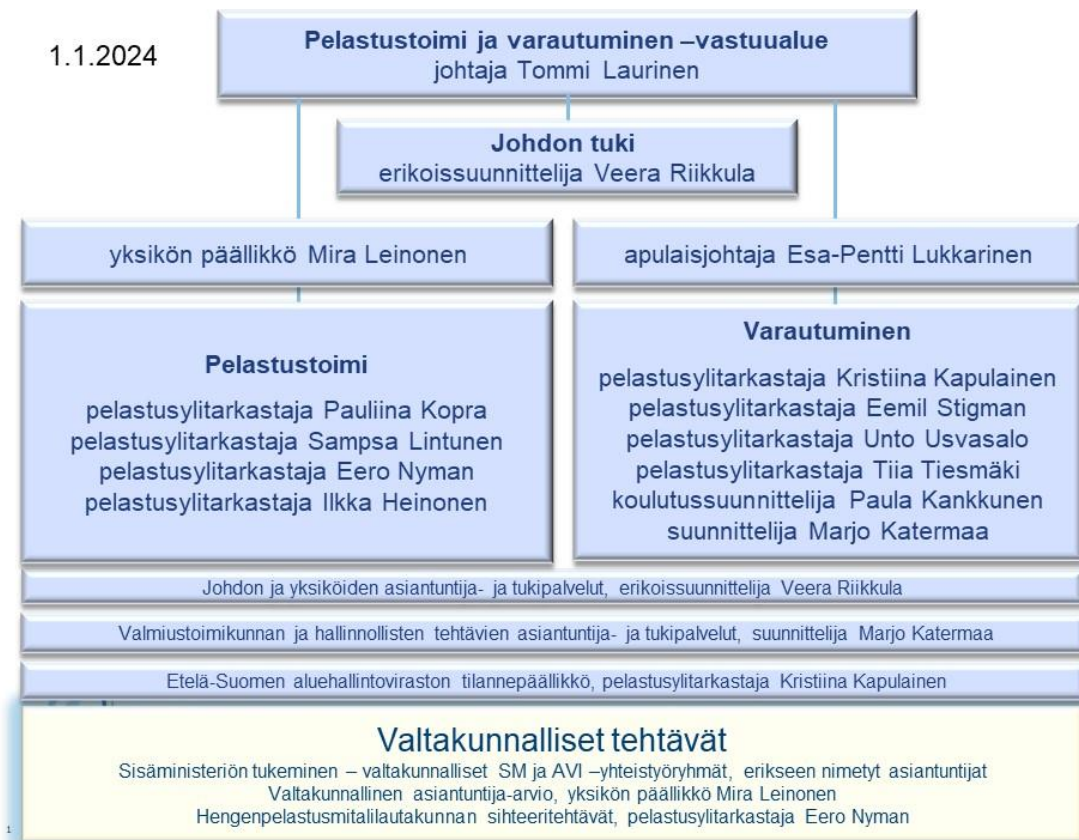 1.1.2024
Pelastustoimi ja varautuminen –vastuualue
johtaja Tommi Laurinen
Johdon tuki
erikoissuunnittelija Veera Riikkula
yksikön päällikkö Mira Leinonen
apulaisjohtaja Esa-Pentti Lukkarinen
Pelastustoimi
pelastusylitarkastaja Pauliina Kopra
pelastusylitarkastaja Sampsa Lintunen
pelastusylitarkastaja Eero Nyman
pelastusylitarkastaja Ilkka Heinonen
Varautuminen
pelastusylitarkastaja Kristiina Kapulainen
pelastusylitarkastaja Eemil Stigman
pelastusylitarkastaja Unto Usvasalo
pelastusylitarkastaja Tiia Tiesmäki
koulutussuunnittelija Paula Kankkunen
suunnittelija Marjo Katermaa
Johdon ja yksiköiden asiantuntija- ja tukipalvelut, erikoissuunnittelija Veera Riikkula
Valmiustoimikunnan ja hallinnollisten tehtävien asiantuntija- ja tukipalvelut, suunnittelija Marjo Katermaa
Etelä-Suomen aluehallintoviraston tilannepäällikkö, pelastusylitarkastaja Kristiina Kapulainen
Valtakunnalliset tehtävät
Sisäministeriön tukeminen – valtakunnalliset SM ja AVI –yhteistyöryhmät, erikseen nimetyt asiantuntijat
Valtakunnallinen asiantuntija-arvio, yksikön päällikkö Mira Leinonen
Hengenpelastusmitalilautakunnan sihteeritehtävät, pelastusylitarkastaja Eero Nyman
1